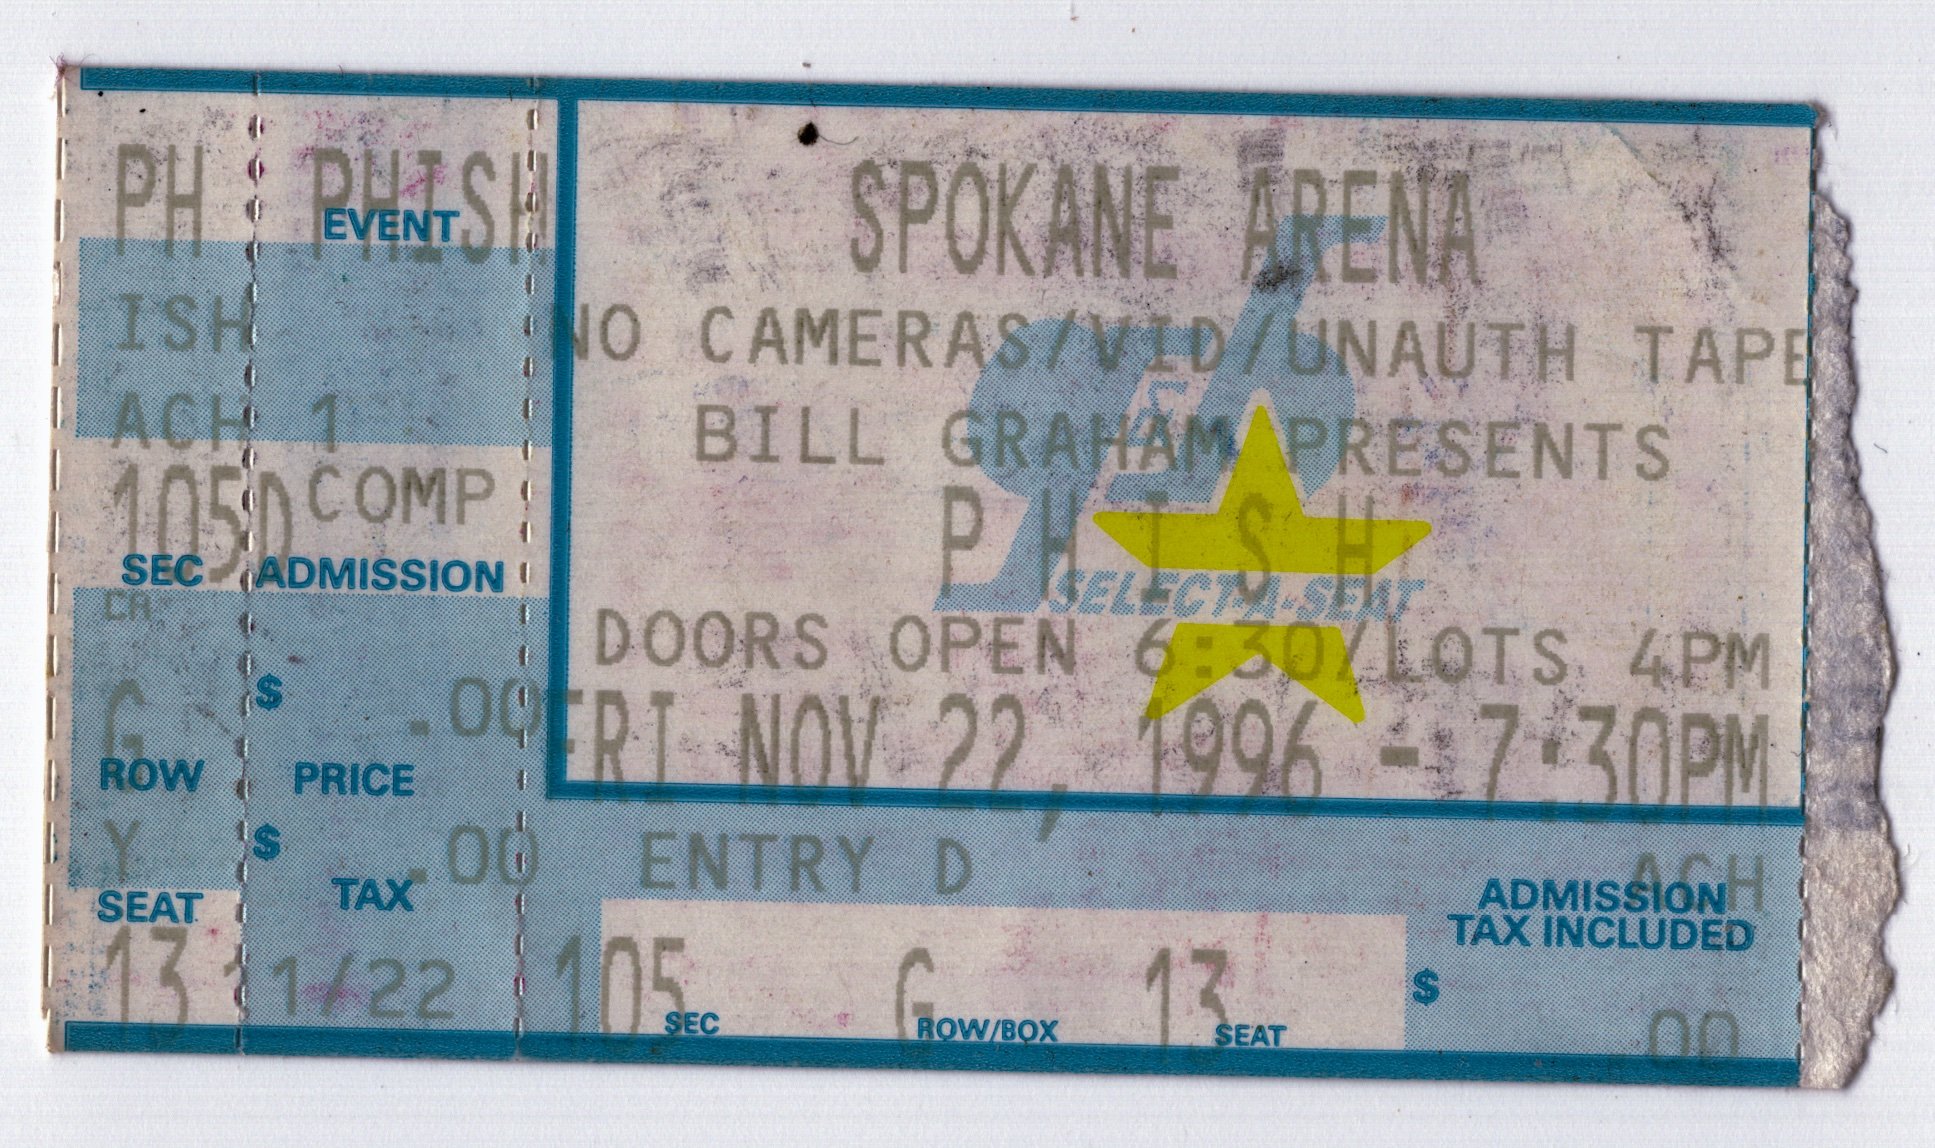 PH PHISH
EVENT
ISH
ACH 1
105D COMP
SEC ADMISSION
CA
G $ .00
ROW PRICE
Y $ .00
SEAT TAX
13 11/22
SPOKANE ARENA
NO CAMERAS/VID/UNAUTH TAPE
BILL GRAHAM PRESENTS
PHISH
SELECT-A-SEAT
DOORS OPEN 6:30/LOTS 4PM
FRI NOV 22, 1996 - 7:30PM
ENTRY D ACH
ADMISSION
TAX INCLUDED
105 G 13 $
SEC ROW/BOX SEAT .00